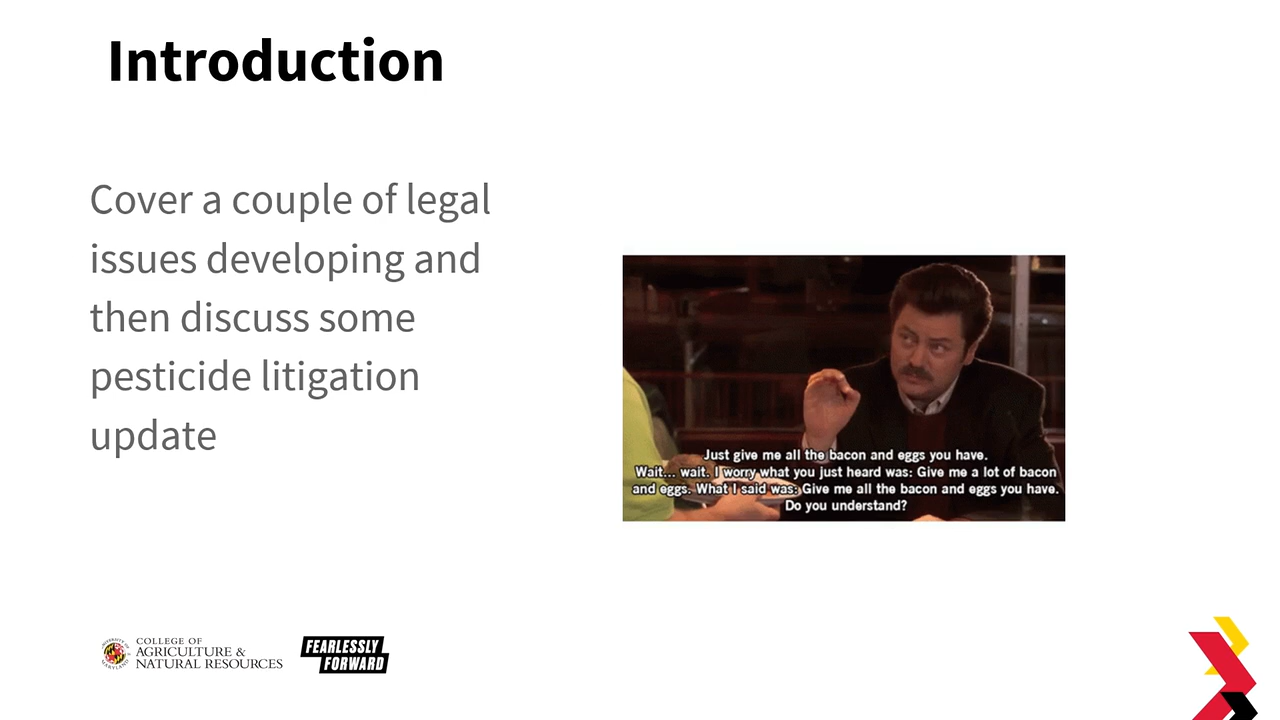 Introduction
Cover a couple of legal
issues developing and
then discuss some
pesticide litigation
update
Just give me all the bacon and eggs you have.
Wait... wait. I worry what you just heard was: Give me a lot of bacon
and eggs. What I said was: Give me all the bacon and eggs you have.
Do you understand?
UNIVERSITY OF
MARYLAND
COLLEGE OF
AGRICULTURE &
NATURAL RESOURCES
FEARLESSLY
FORWARD